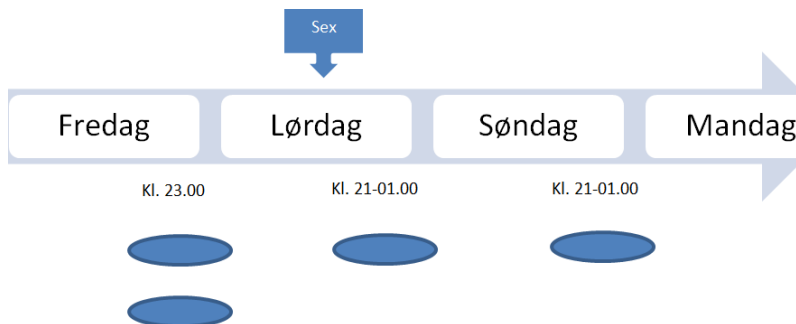 Sex
Fredag
Lørdag
Søndag
Mandag
Kl. 23.00
Kl. 21-01.00
Kl. 21-01.00